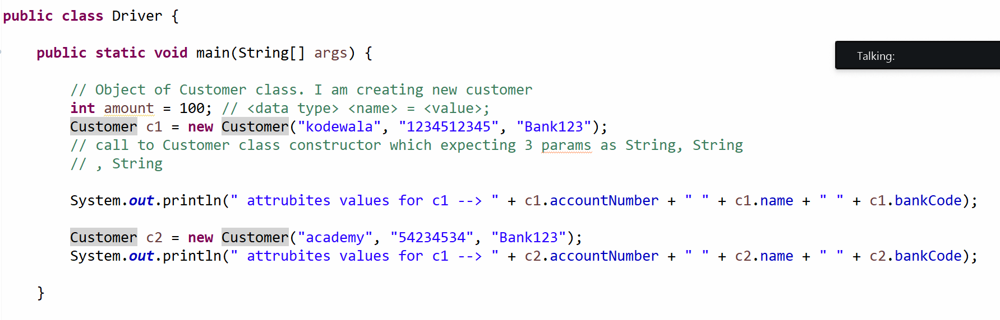 public class Driver {
public static void main(String[] args) {
Talking:
// Object of Customer class. I am creating new customer
int amount = 100; // <data type> <name> = <value>;
Customer c1 = new Customer("kodewala", "1234512345", "Bank123");
// call to Customer class constructor which expecting 3 params as String, String
// , String
System.out.println(" attrubites values for c1 --> " + c1.accountNumber + " " + c1.name + " " + c1.bankCode);
Customer c2 = new Customer("academy", "54234534", "Bank123");
System.out.println(" attrubites values for c1 --> " + c2.accountNumber + " " + c2.name + " " + c2.bankCode);
}